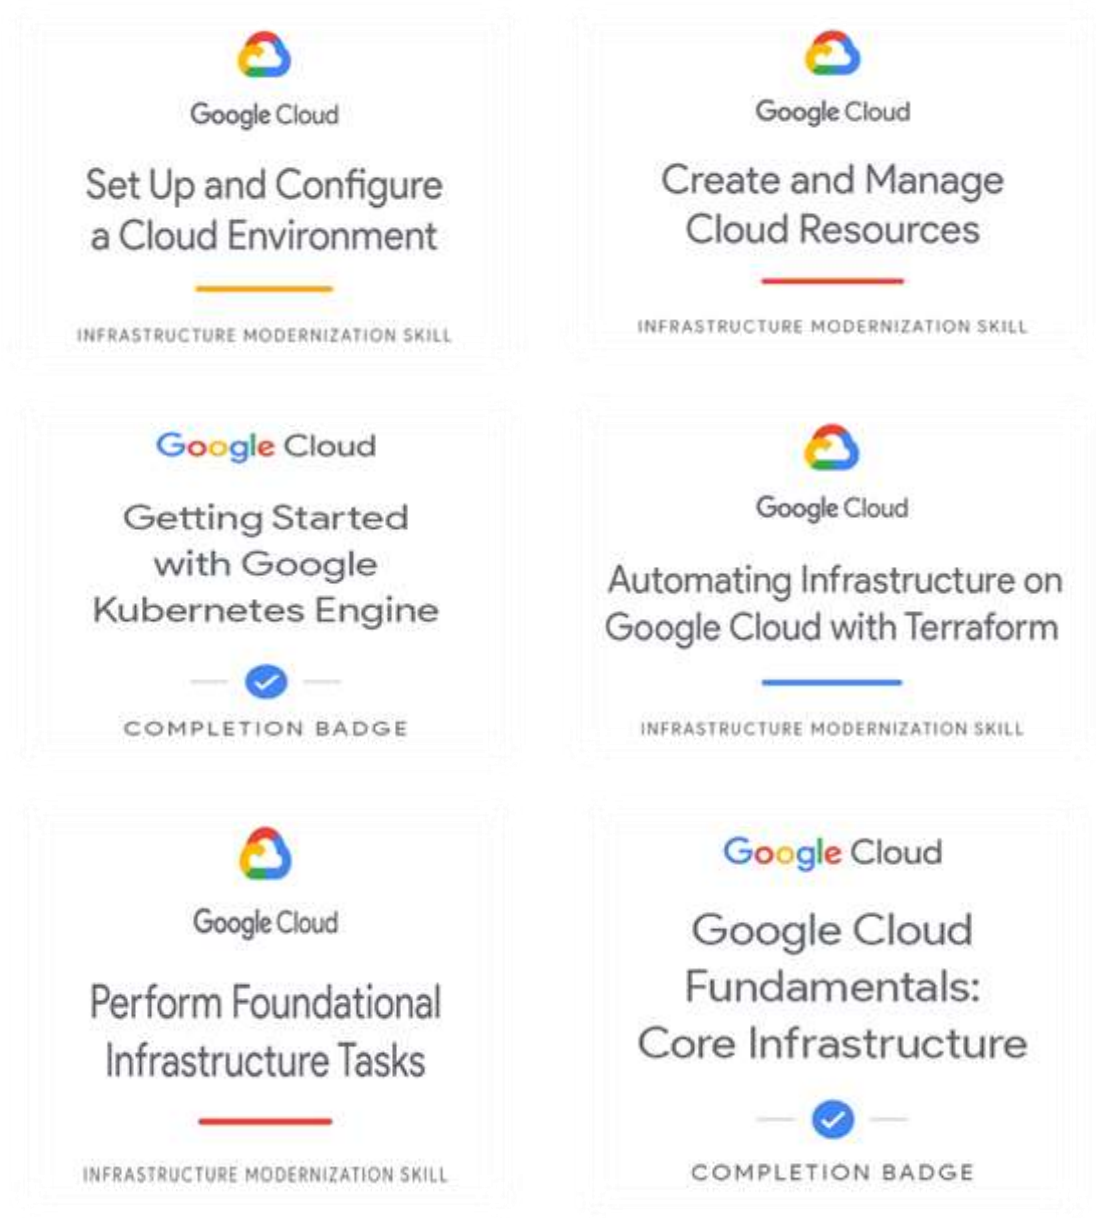 Google Cloud
Set Up and Configure
a Cloud Environment
INFRASTRUCTURE MODERNIZATION SKILL
Google Cloud
Create and Manage
Cloud Resources
INFRASTRUCTURE MODERNIZATION SKILL
Google Cloud
Getting Started
with Google
Kubernetes Engine
COMPLETION BADGE
Google Cloud
Automating Infrastructure on
Google Cloud with Terraform
INFRASTRUCTURE MODERNIZATION SKILL
Google Cloud
Perform Foundational
Infrastructure Tasks
INFRASTRUCTURE MODERNIZATION SKILL
Google Cloud
Google Cloud
Fundamentals:
Core Infrastructure
COMPLETION BADGE